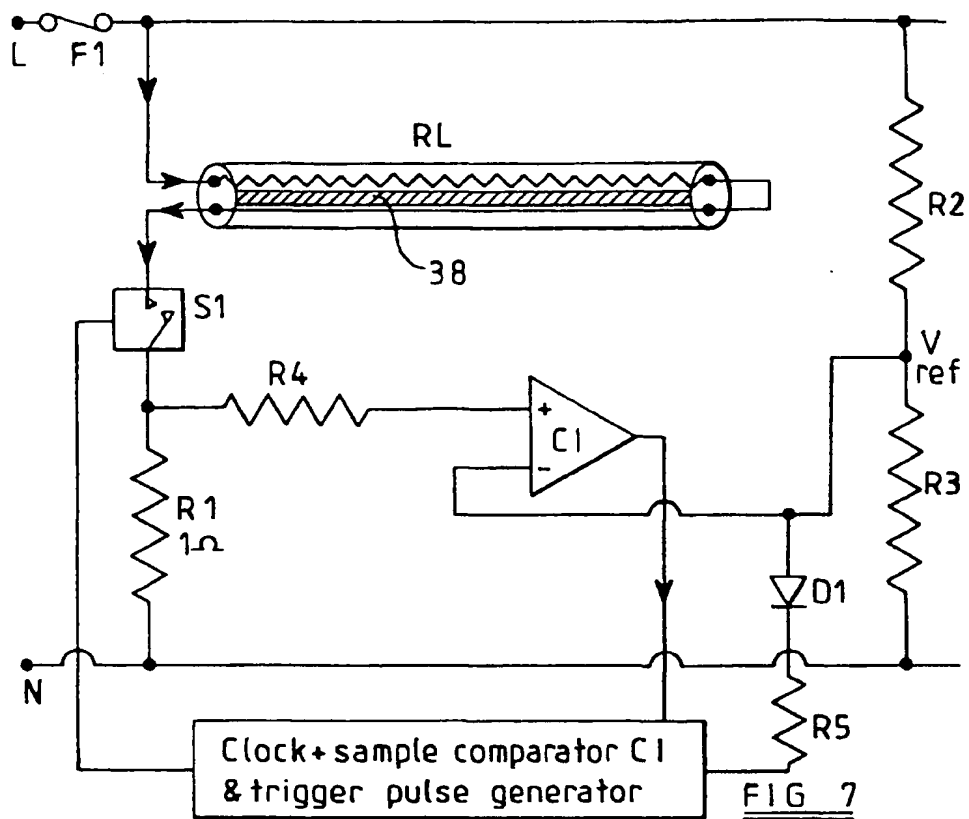 L
F1
RL
R2
38
S1
V
ref
R4
+
C1
-
R3
R1
1Ω
D1
N
R5
Clock + sample comparator C1
& trigger pulse generator
FIG 7